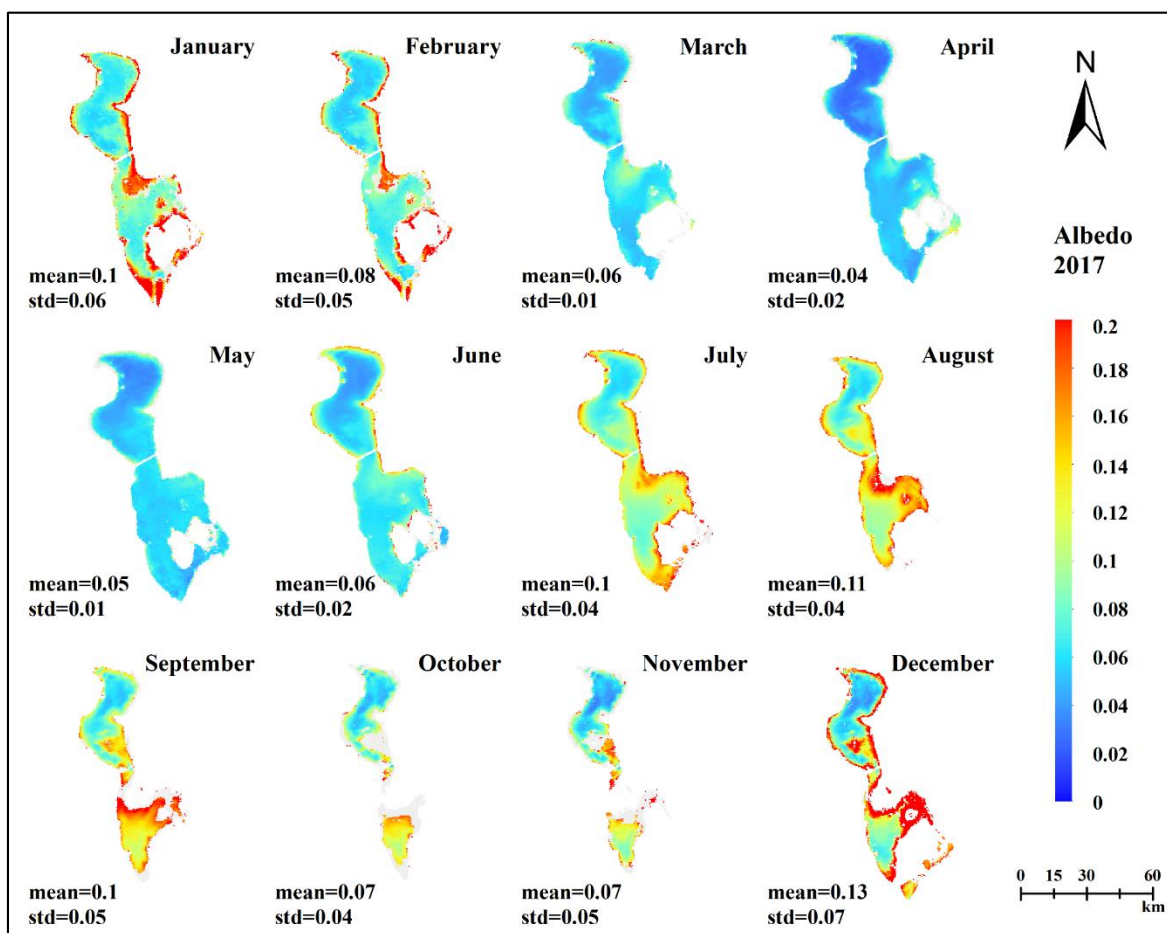 January
February
March
April
N
mean=0.1
std=0.06
mean=0.08
std=0.05
mean=0.06
std=0.01
mean=0.04
std=0.02
Albedo
2017
0.2
0.18
0.16
0.14
0.12
0.1
0.08
0.06
0.04
0.02
0
May
June
July
August
mean=0.05
std=0.01
mean=0.06
std=0.02
mean=0.1
std=0.04
mean=0.11
std=0.04
September
October
November
December
mean=0.1
std=0.05
mean=0.07
std=0.04
mean=0.07
std=0.05
mean=0.13
std=0.07
0 15 30 60
km